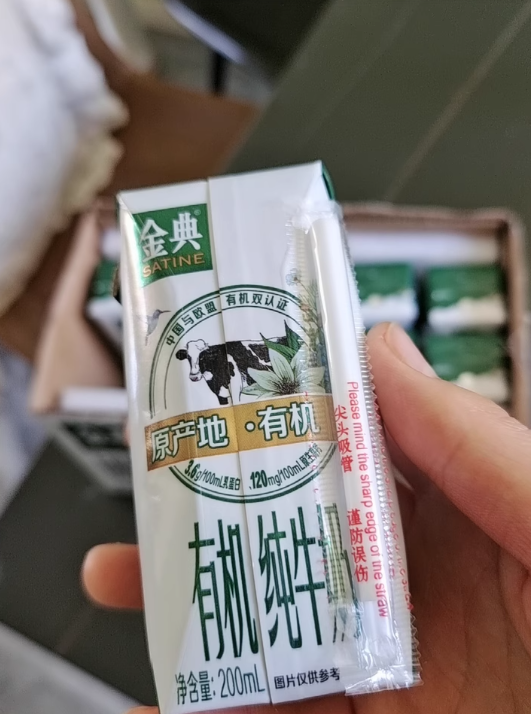 金典
SATINE
中国与欧盟 有机双认证
原产地·有机
3.6g/100mL乳蛋白
120mg/100mL原生高钙
有机纯牛
净含量:200mL
图片仅供参考
尖头吸管 谨防误伤
Please mind the sharp edge of the straw